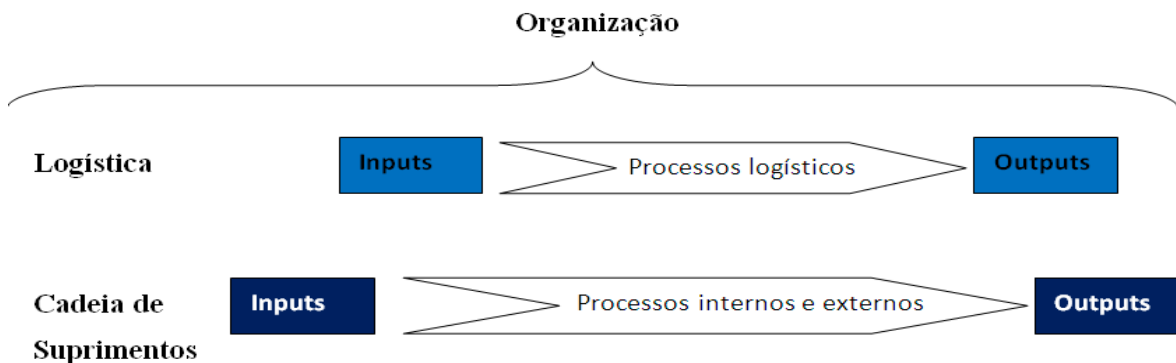 Organização
Logística
Inputs
Processos logísticos
Outputs
Cadeia de
Suprimentos
Inputs
Processos internos e externos
Outputs